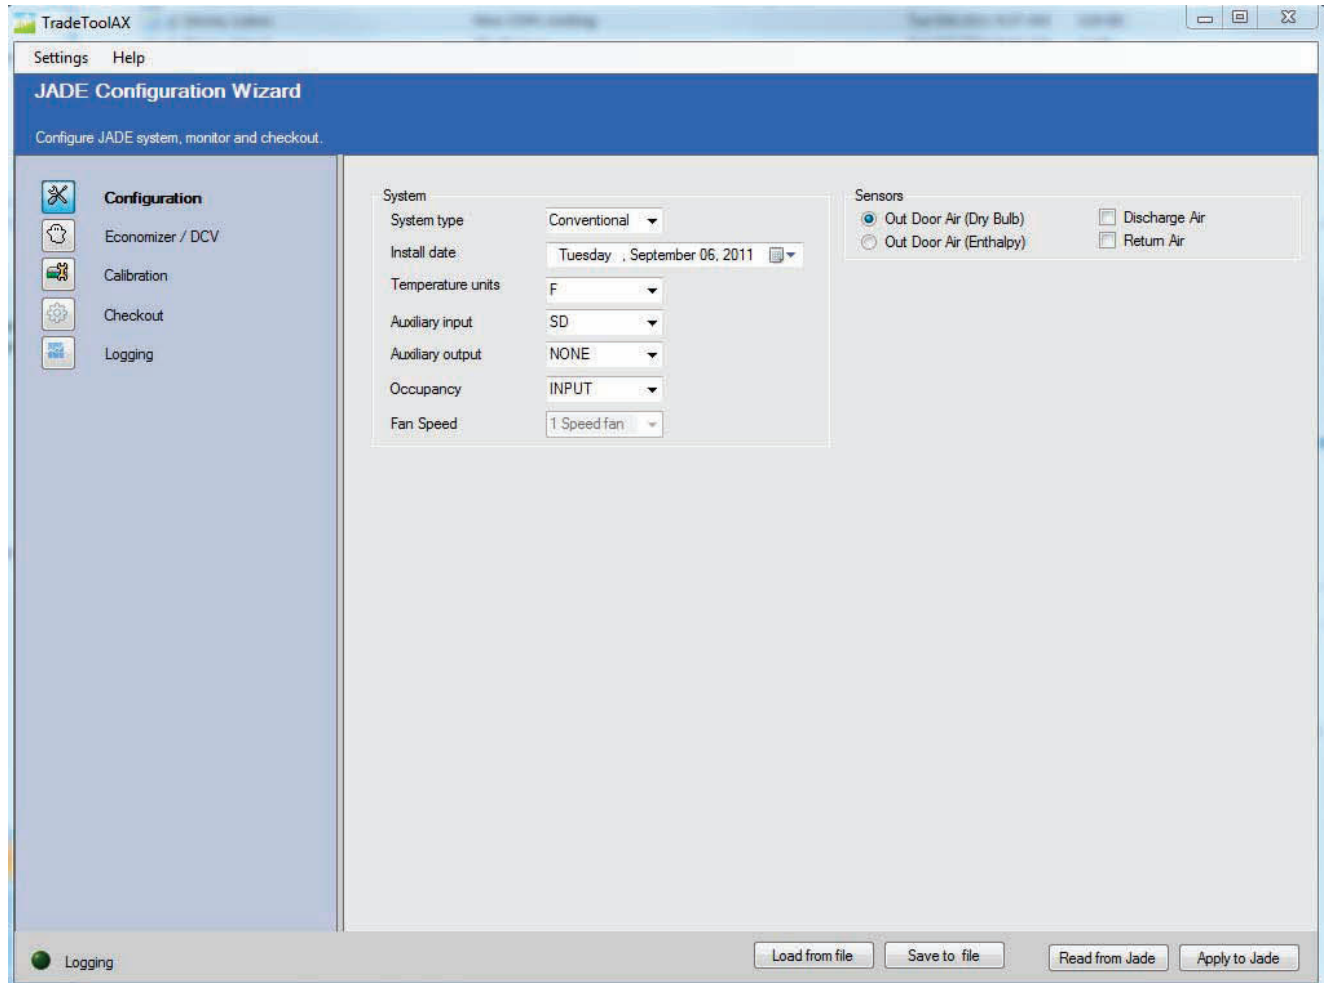 TradeToolAX
Settings Help
JADE Configuration Wizard
Configure JADE system, monitor and checkout.
Configuration
Economizer / DCV
Calibration
Checkout
Logging
System
System type Conventional
Install date Tuesday , September 06, 2011
Temperature units F
Auxiliary input SD
Auxiliary output NONE
Occupancy INPUT
Fan Speed 1 Speed fan
Sensors
Out Door Air (Dry Bulb) Discharge Air
Out Door Air (Enthalpy) Return Air
Logging Load from file Save to file Read from Jade Apply to Jade